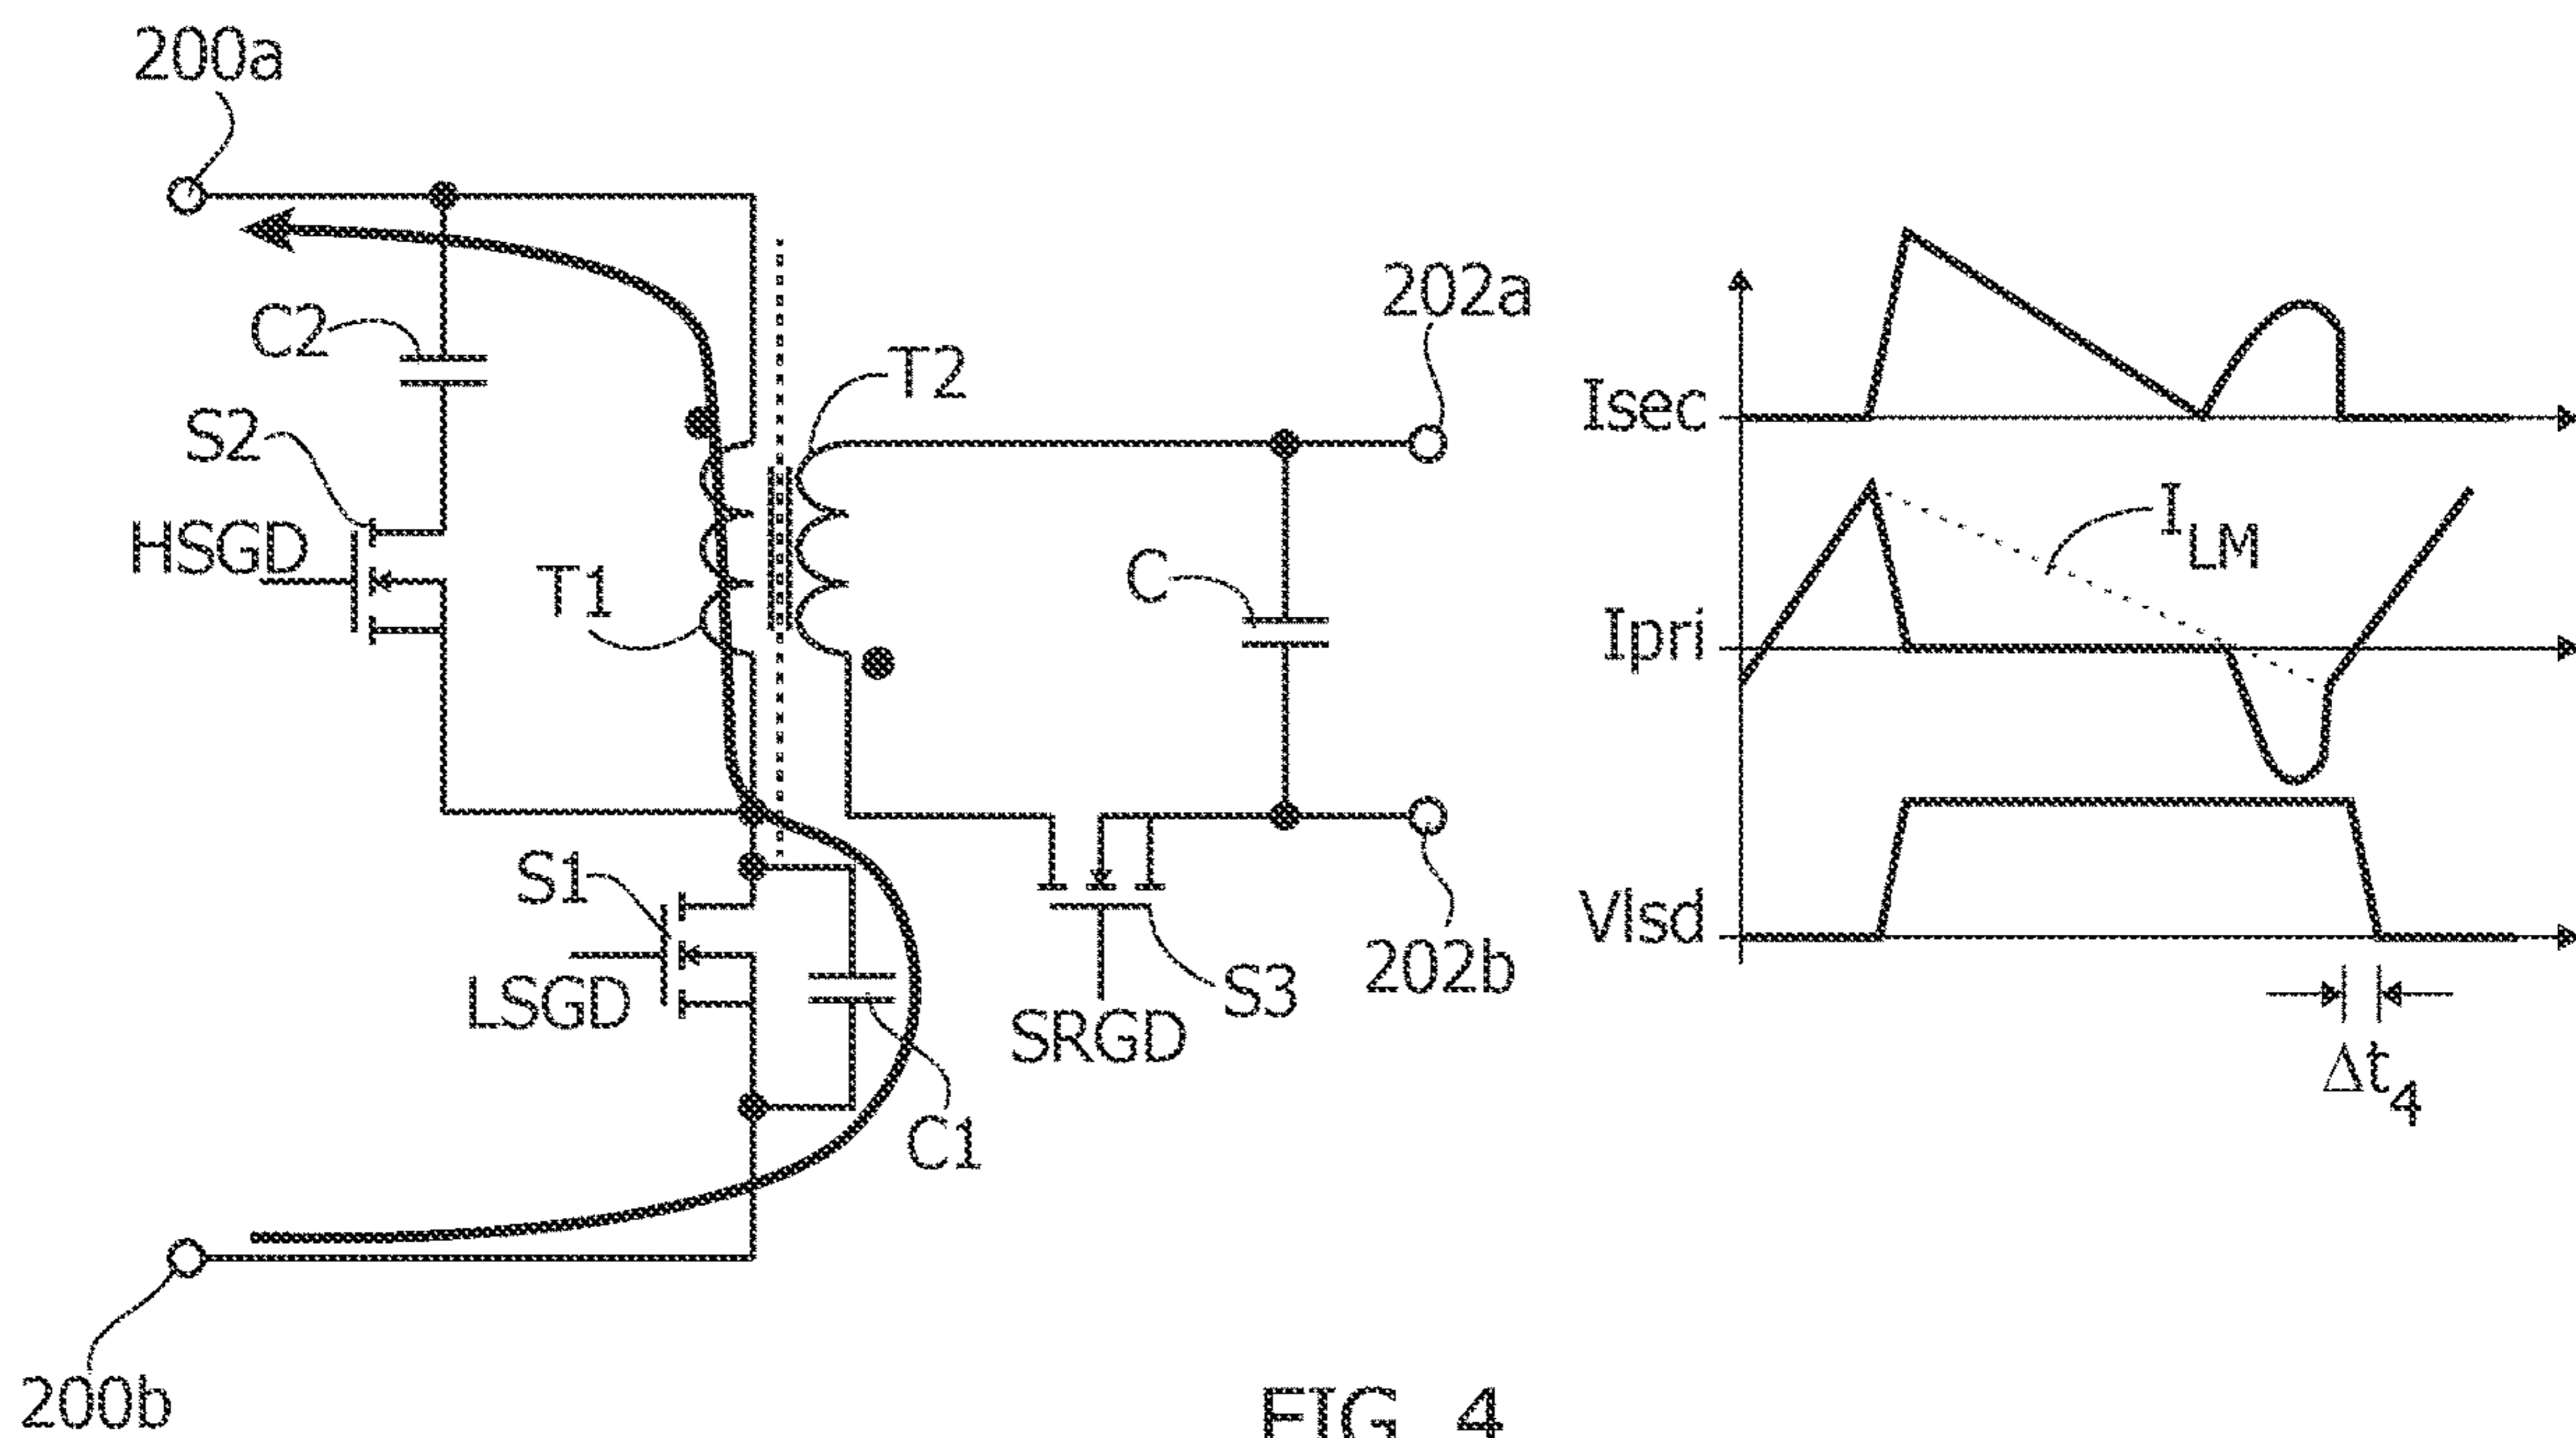 200a
C2
S2
HSGD
T1
T2
202a
C
S1
LSGD
C1
SRGD
S3
202b
200b
Isec
I LM
Ipri
Vlsd
Δt4
FIG. 4